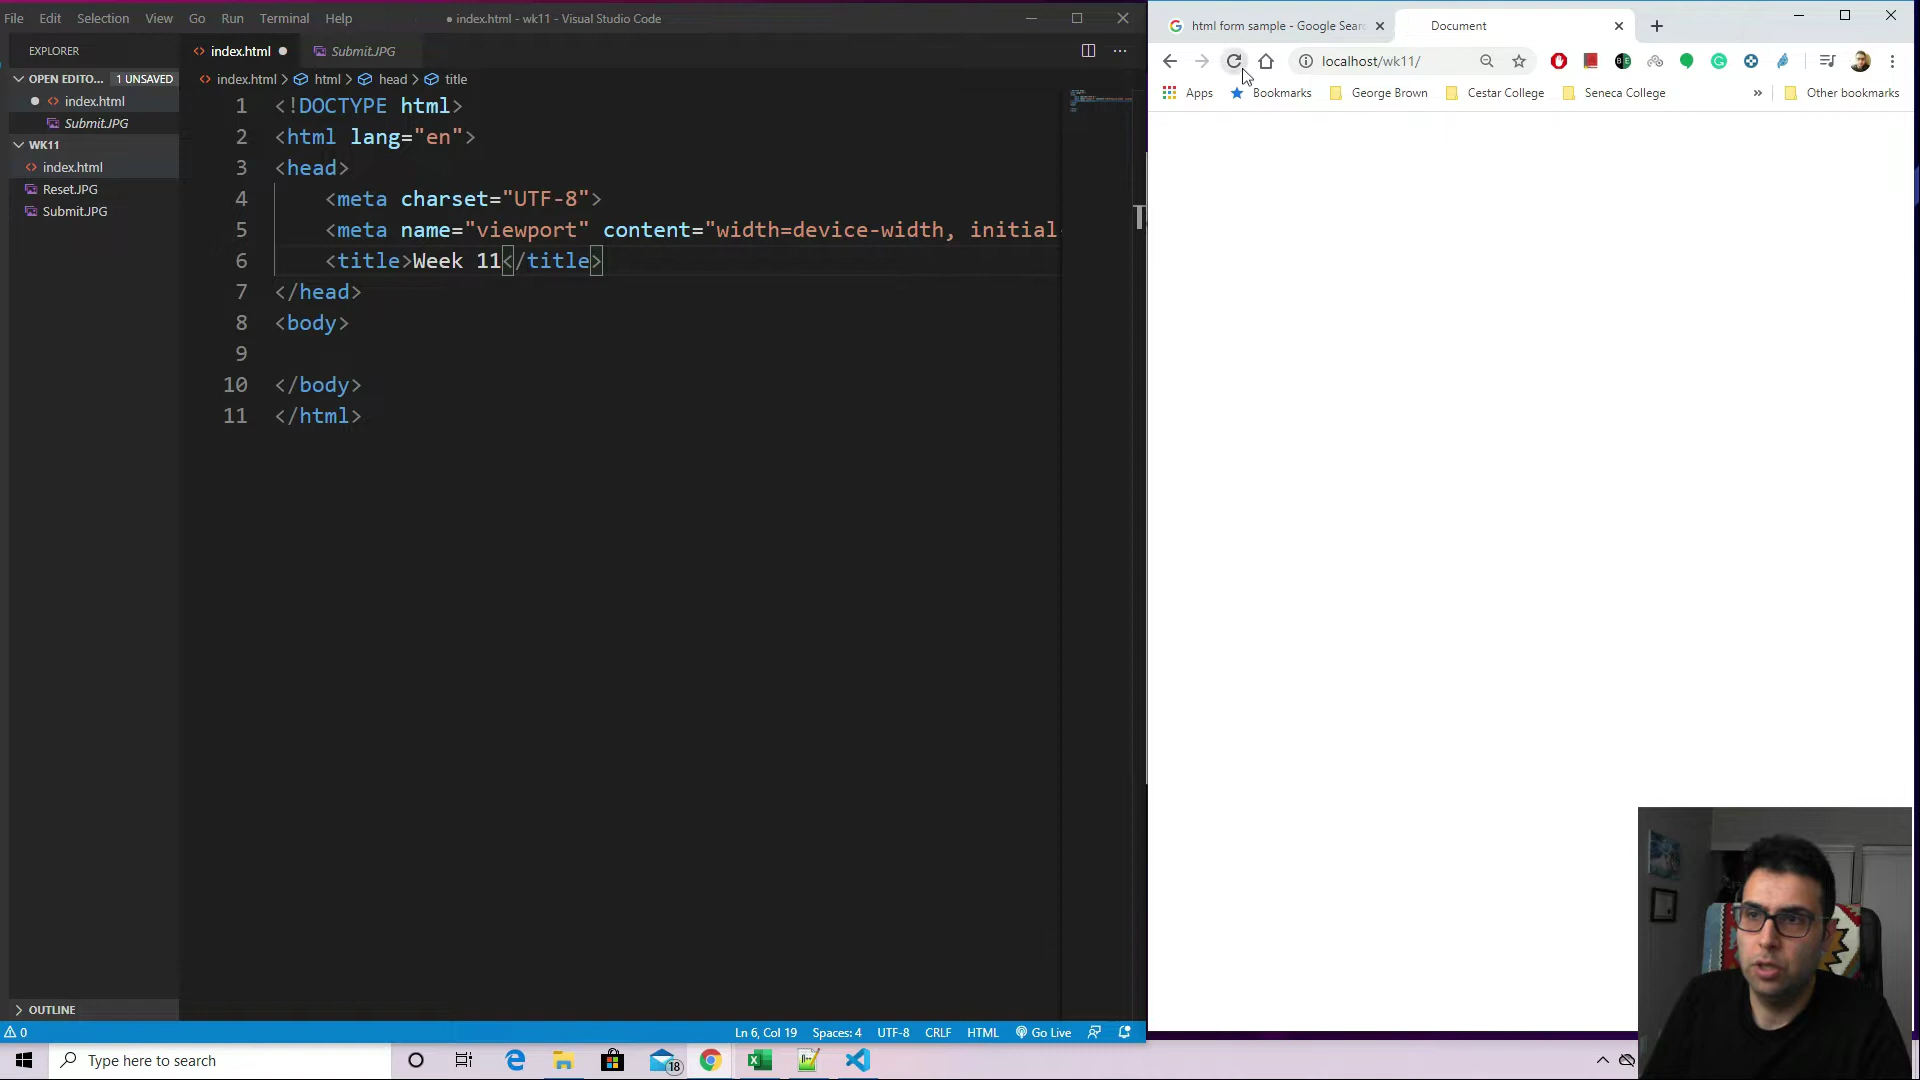 File Edit Selection View Go Run Terminal Help
● index.html - wk11 - Visual Studio Code
EXPLORER
OPEN EDITO... 1 UNSAVED
index.html
Submit.JPG
WK11
index.html
Reset.JPG
Submit.JPG
OUTLINE
index.html ● Submit.JPG
index.html > html > head > title
1 <!DOCTYPE html>
2 <html lang="en">
3 <head>
4 <meta charset="UTF-8">
5 <meta name="viewport" content="width=device-width, initial-
6 <title>Week 11</title>
7 </head>
8 <body>
9
10 </body>
11 </html>
0
Ln 6, Col 19 Spaces: 4 UTF-8 CRLF HTML Go Live
html form sample - Google Sear
Document
localhost/wk11/
Apps Bookmarks George Brown Cestar College Seneca College » Other bookmarks
Type here to search
18